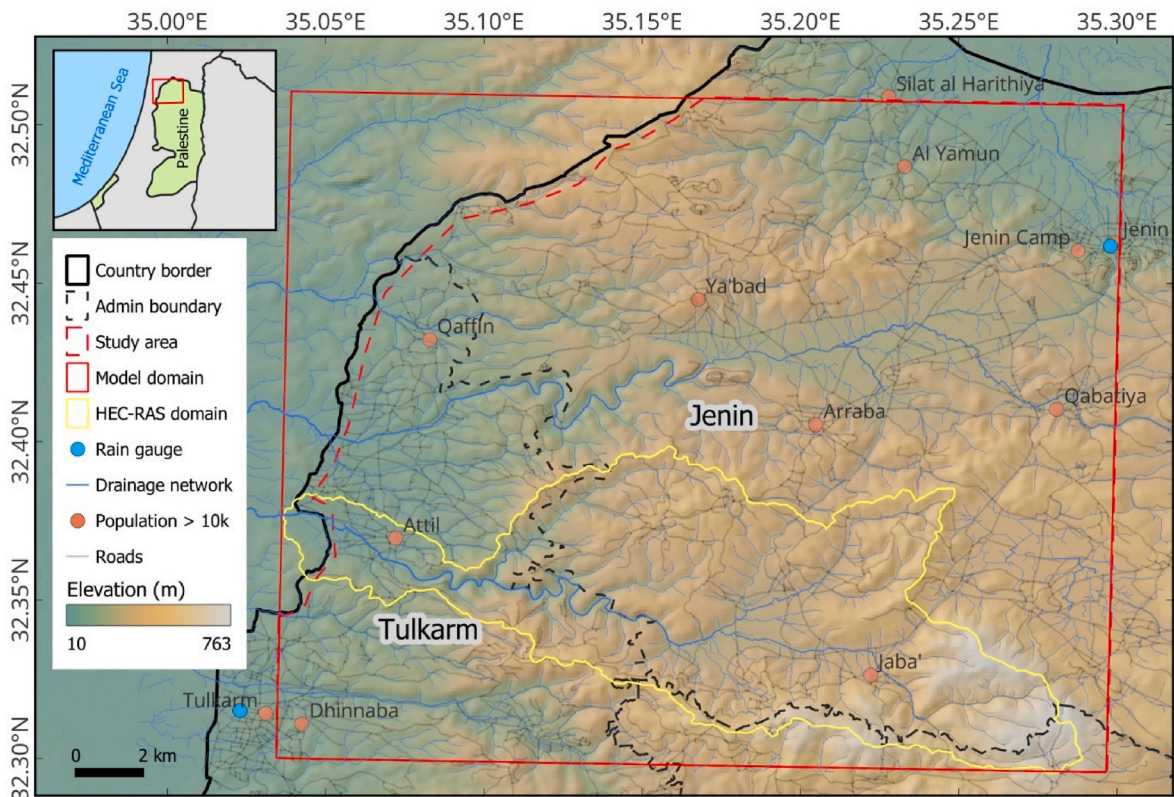 35.00°E 35.05°E 35.10°E 35.15°E 35.20°E 35.25°E 35.30°E
32.50°N
32.45°N
32.40°N
32.35°N
32.30°N
Mediterranean Sea
Palestine
Country border
Admin boundary
Study area
Model domain
HEC-RAS domain
Rain gauge
Drainage network
Population > 10k
Roads
Elevation (m)
10 763
0 2 km
Silat al Harithiya
Al Yamun
Jenin Camp
Jenin
Ya'bad
Qaffin
Qabatiya
Jenin
Arraba
Attil
Tulkarm
Jaba'
Tulkarm
Dhinnaba